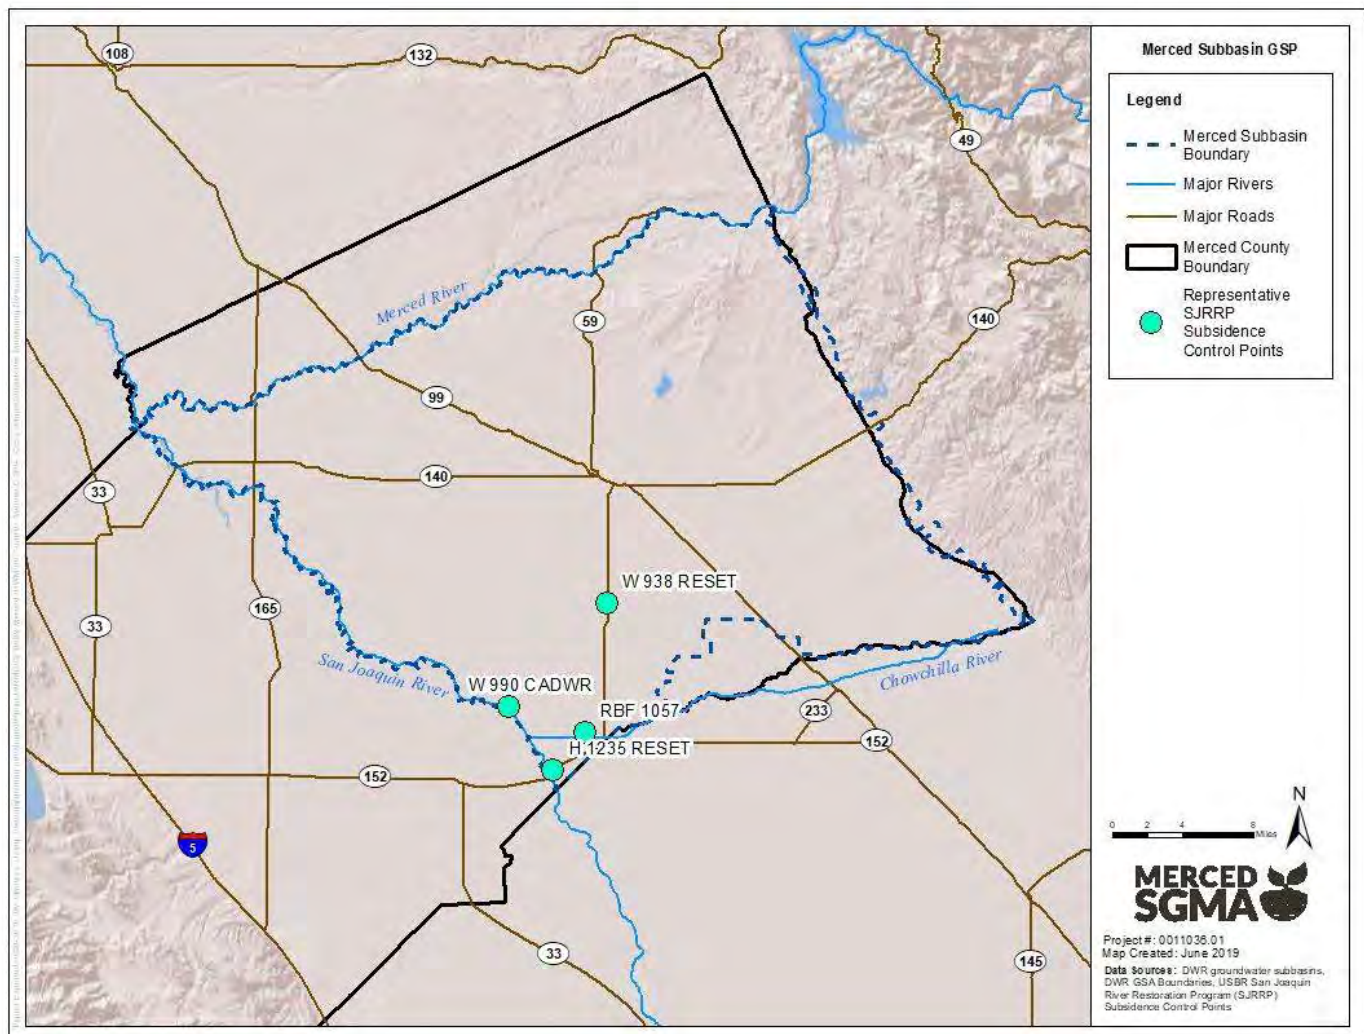 Merced Subbasin GSP
Legend
Merced Subbasin
Boundary
Major Rivers
Major Roads
Merced County
Boundary
Representative
SJRRP
Subsidence
Control Points
108
132
49
Merced River
59
140
99
140
33
W 938 RESET
165
33
San Joaquin River
W 990 CADWR
Chowchilla River
RBF 1057
233
H 1235 RESET
152
152
5
33
145
N
0 2 4 8 Miles
MERCED
SGMA
Project #: 0011036.01
Map Created: June 2019
Data Sources: DWR groundwater subbasins,
DWR GSA Boundaries, USBR San Joaquin
River Restoration Program (SJRRP)
Subsidence Control Points